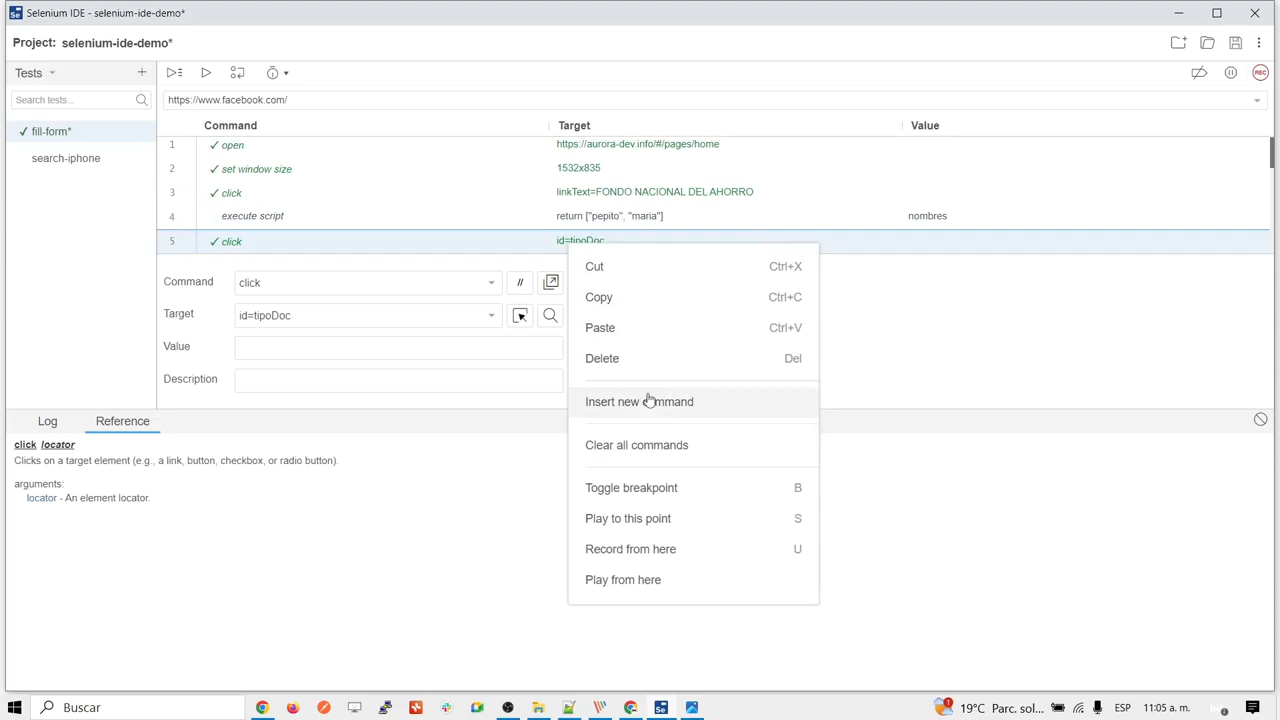 Selenium IDE - selenium-ide-demo*
Project: selenium-ide-demo*
Tests
Search tests...
https://www.facebook.com/
✓ fill-form*
search-iphone
Command Target Value
1 ✓ open https://aurora-dev.info/#/pages/home
2 ✓ set window size 1532x835
3 ✓ click linkText=FONDO NACIONAL DEL AHORRO
4 execute script return ["pepito", "maria"] nombres
5 ✓ click id=tipoDoc
Command click //
Target id=tipoDoc
Value
Description
Cut Ctrl+X
Copy Ctrl+C
Paste Ctrl+V
Delete Del
Insert new command
Clear all commands
Toggle breakpoint B
Play to this point S
Record from here U
Play from here
Log Reference
click locator
Clicks on a target element (e.g., a link, button, checkbox, or radio button).
arguments:
locator - An element locator.
REC
Buscar
19°C Parc. sol... ESP 11:05 a. m.